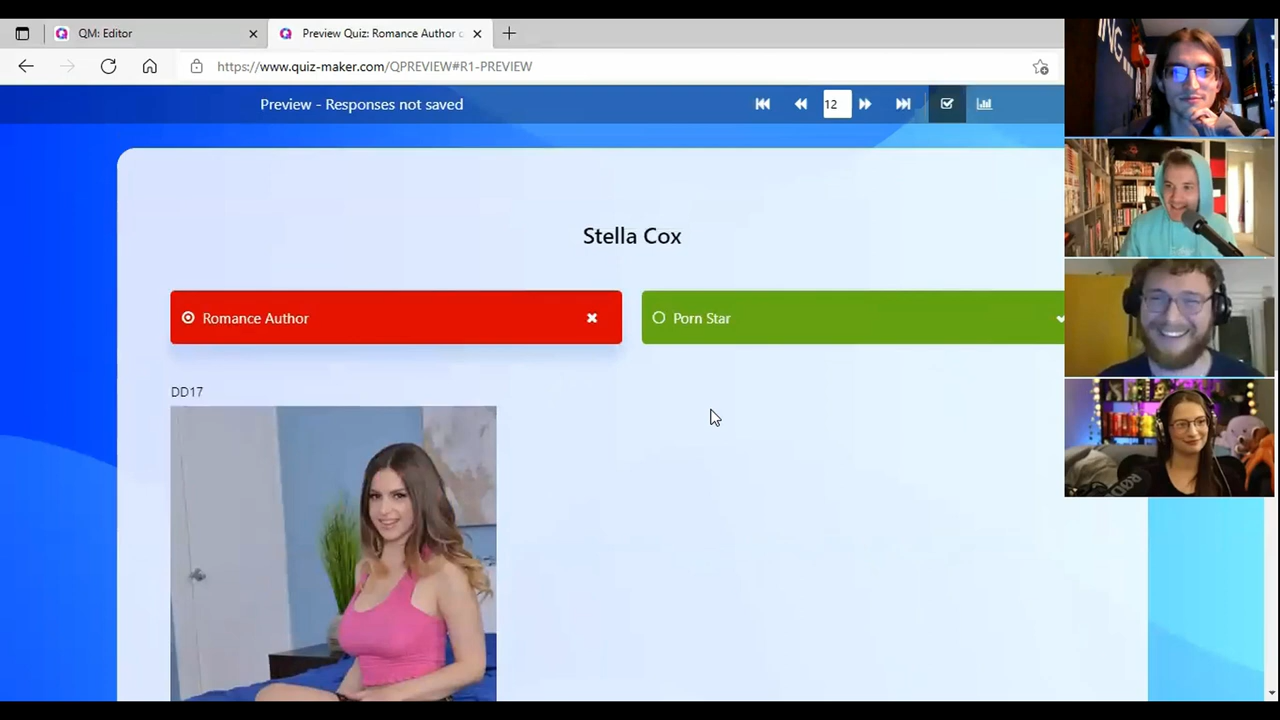 QM: Editor
Preview Quiz: Romance Author o
https://www.quiz-maker.com/QPREVIEW#R1-PREVIEW
Preview - Responses not saved
12
Stella Cox
Romance Author
Porn Star
DD17